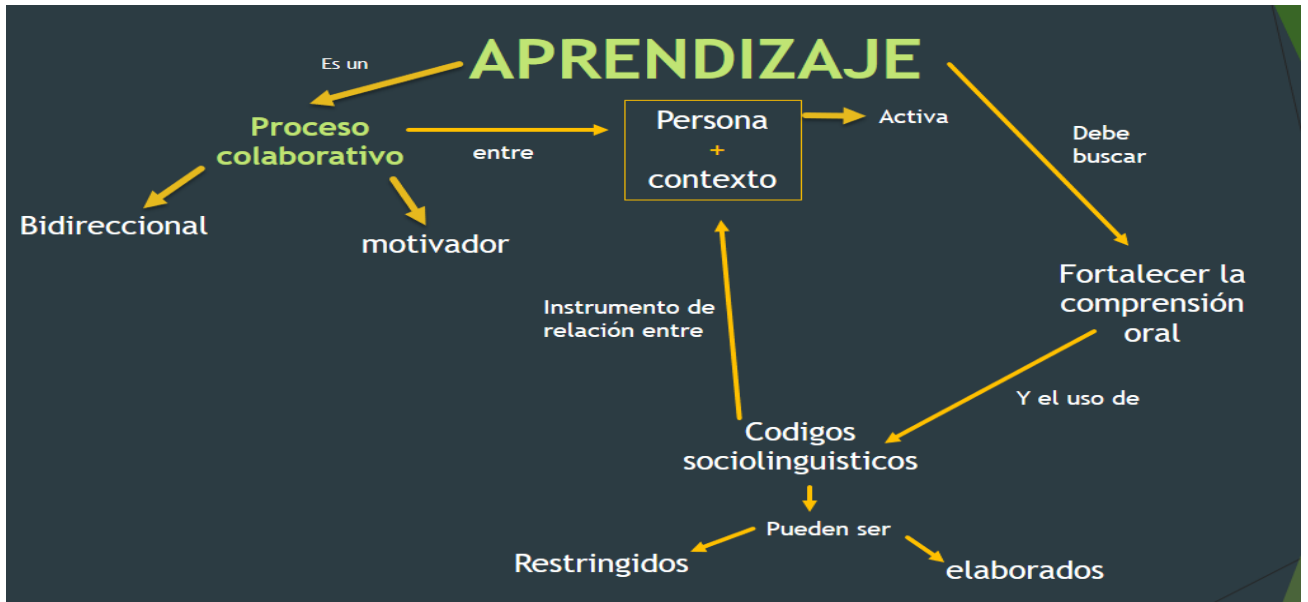 APRENDIZAJE
Es un
Proceso
colaborativo
entre
Persona
+
contexto
Activa
Debe
buscar
Bidireccional
motivador
Fortalecer la
comprensión
oral
Instrumento de
relación entre
Y el uso de
Codigos
sociolinguisticos
Pueden ser
Restringidos
elaborados